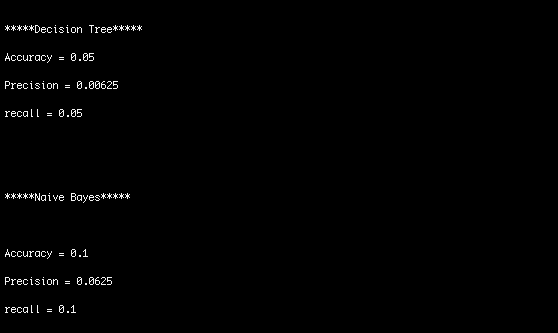 *****Decision Tree*****
Accuracy = 0.05
Precision = 0.00625
recall = 0.05
*****Naive Bayes*****
Accuracy = 0.1
Precision = 0.0625
recall = 0.1